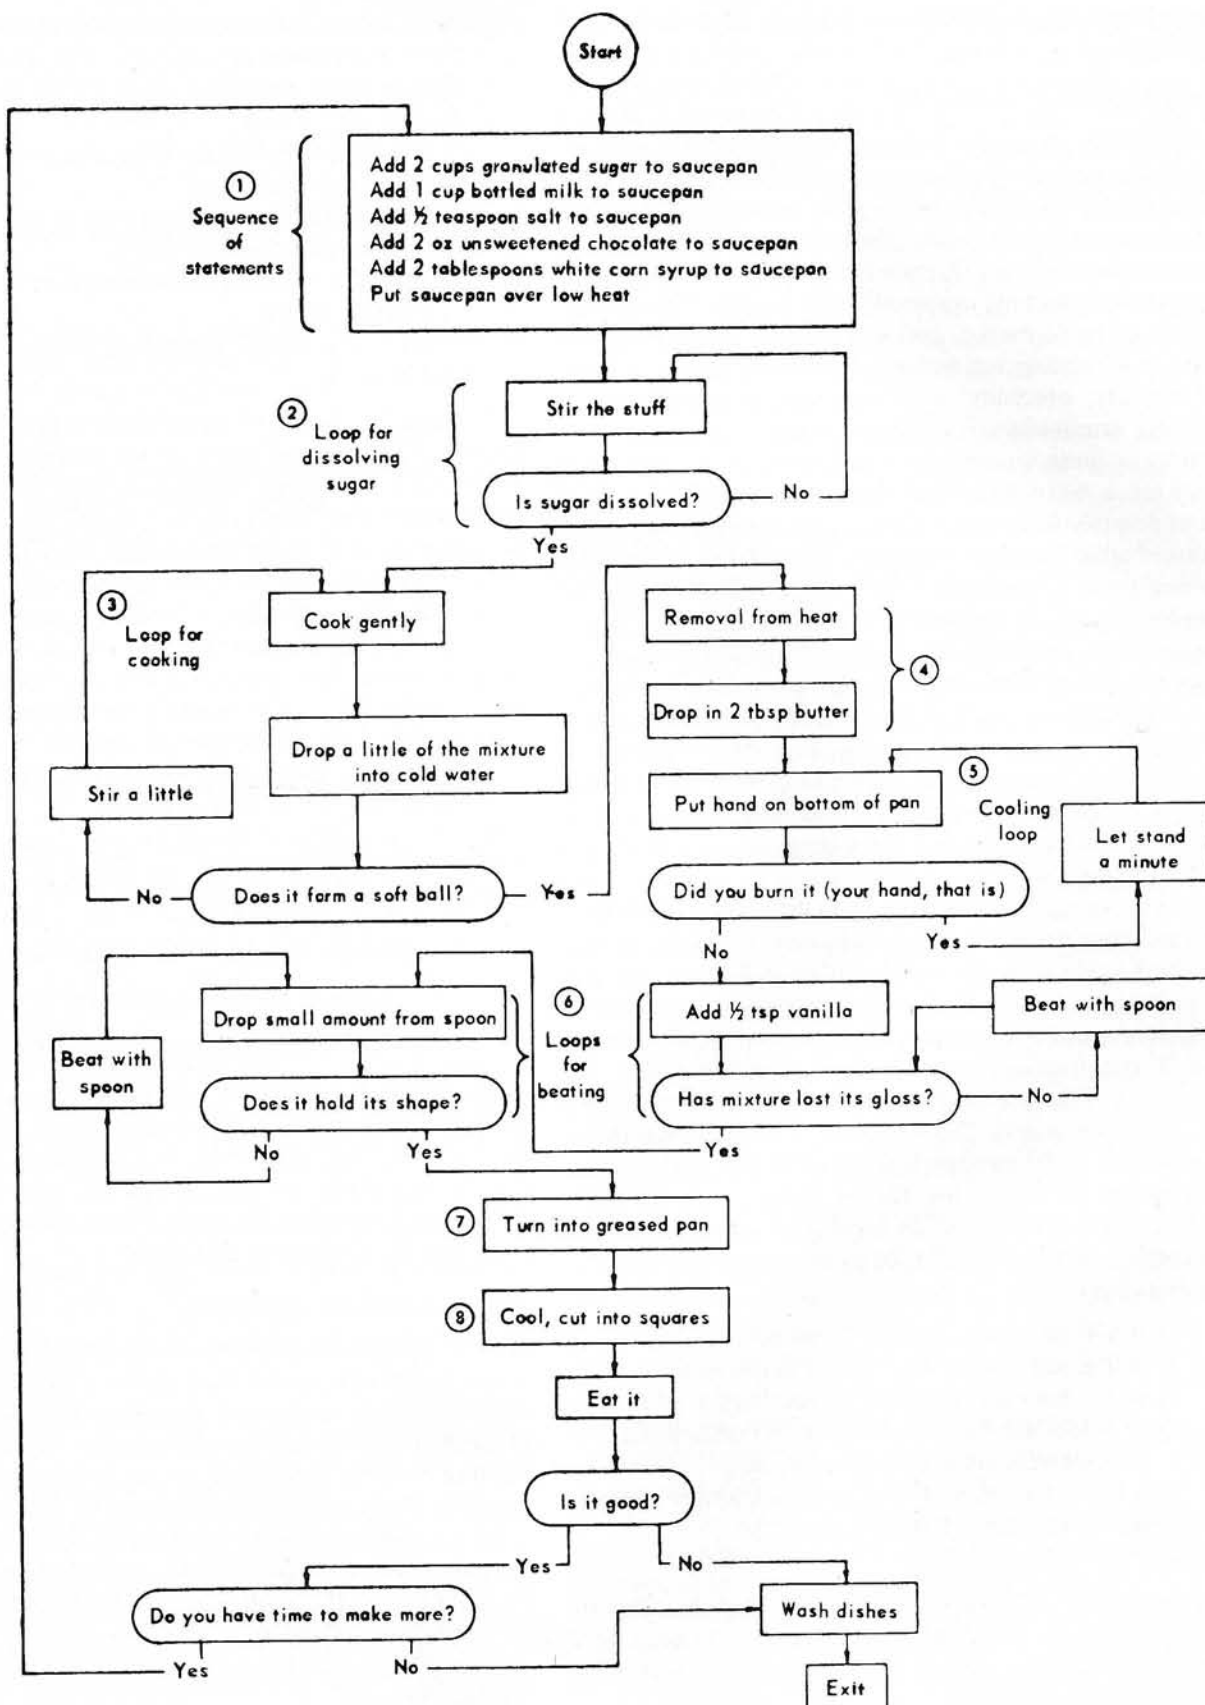 Start
①
Sequence
of
statements
Add 2 cups granulated sugar to saucepan
Add 1 cup bottled milk to saucepan
Add ½ teaspoon salt to saucepan
Add 2 oz unsweetened chocolate to saucepan
Add 2 tablespoons white corn syrup to saucepan
Put saucepan over low heat
②
Loop for
dissolving
sugar
Stir the stuff
Is sugar dissolved?
No
Yes
③
Loop for
cooking
Cook gently
Drop a little of the mixture
into cold water
Stir a little
Does it form a soft ball?
No
Yes
Removal from heat
Drop in 2 tbsp butter
④
Put hand on bottom of pan
⑤
Cooling
loop
Let stand
a minute
Did you burn it (your hand, that is)
No
Yes
Add ½ tsp vanilla
Has mixture lost its gloss?
Beat with spoon
No
Yes
⑥
Loops
for
beating
Drop small amount from spoon
Does it hold its shape?
Beat with
spoon
No
Yes
⑦
Turn into greased pan
⑧
Cool, cut into squares
Eat it
Is it good?
Yes
No
Do you have time to make more?
Yes
No
Wash dishes
Exit